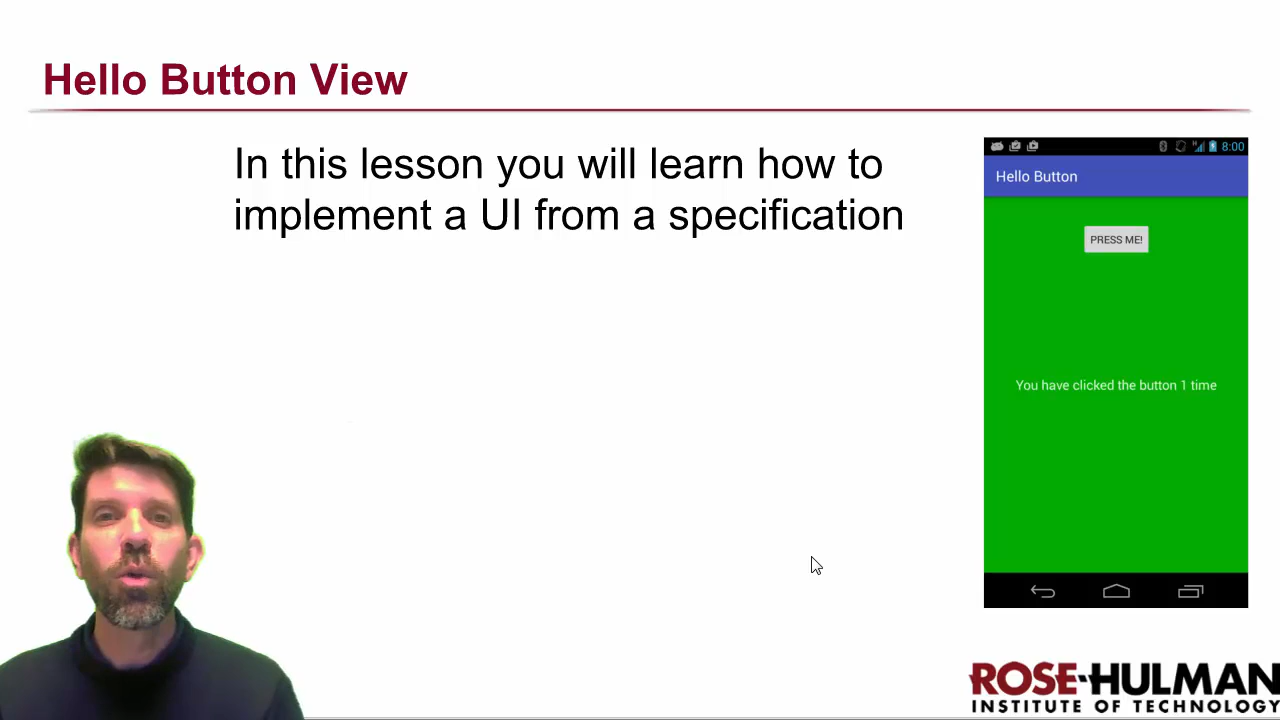 Hello Button View
In this lesson you will learn how to
implement a UI from a specification
8:00
Hello Button
PRESS ME!
You have clicked the button 1 time
ROSE-HULMAN
INSTITUTE OF TECHNOLOGY